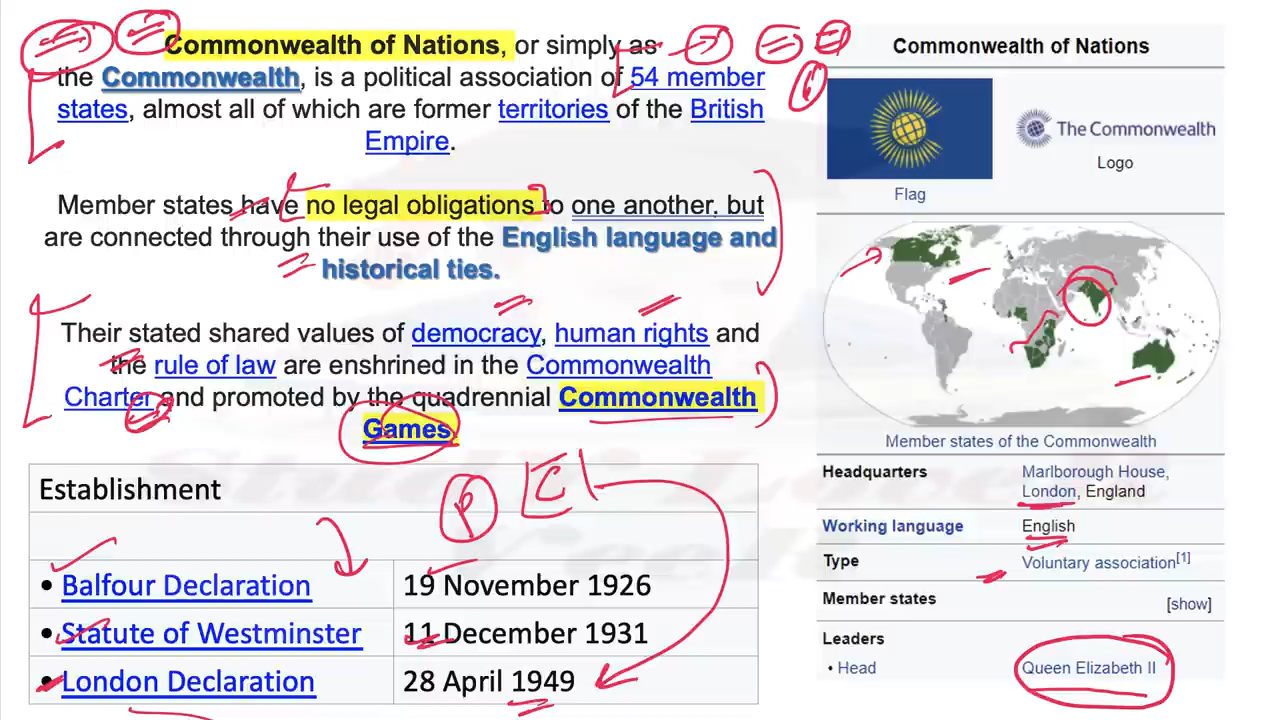 Commonwealth of Nations, or simply as
the Commonwealth, is a political association of 54 member
states, almost all of which are former territories of the British
Empire.
Member states have no legal obligations to one another. but
are connected through their use of the English language and
historical ties.
Their stated shared values of democracy, human rights and
the rule of law are enshrined in the Commonwealth
Charter and promoted by the quadrennial Commonwealth
Games.
Establishment
P C
• Balfour Declaration 19 November 1926
• Statute of Westminster 11 December 1931
• London Declaration 28 April 1949
Commonwealth of Nations
The Commonwealth
Flag
Logo
Member states of the Commonwealth
Headquarters Marlborough House,
London, England
Working language English
Type Voluntary association[1]
Member states [show]
Leaders
• Head Queen Elizabeth II